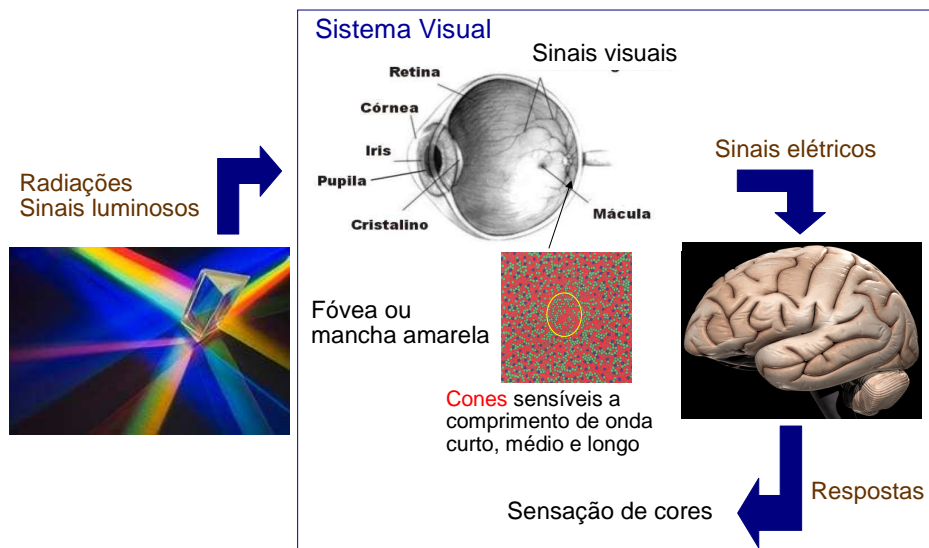 Sistema Visual
Sinais visuais
Retina
Córnea
Iris
Pupila
Cristalino
Mácula
Radiações
Sinais luminosos
Sinais elétricos
Fóvea ou
mancha amarela
Cones sensíveis a
comprimento de onda
curto, médio e longo
Respostas
Sensação de cores